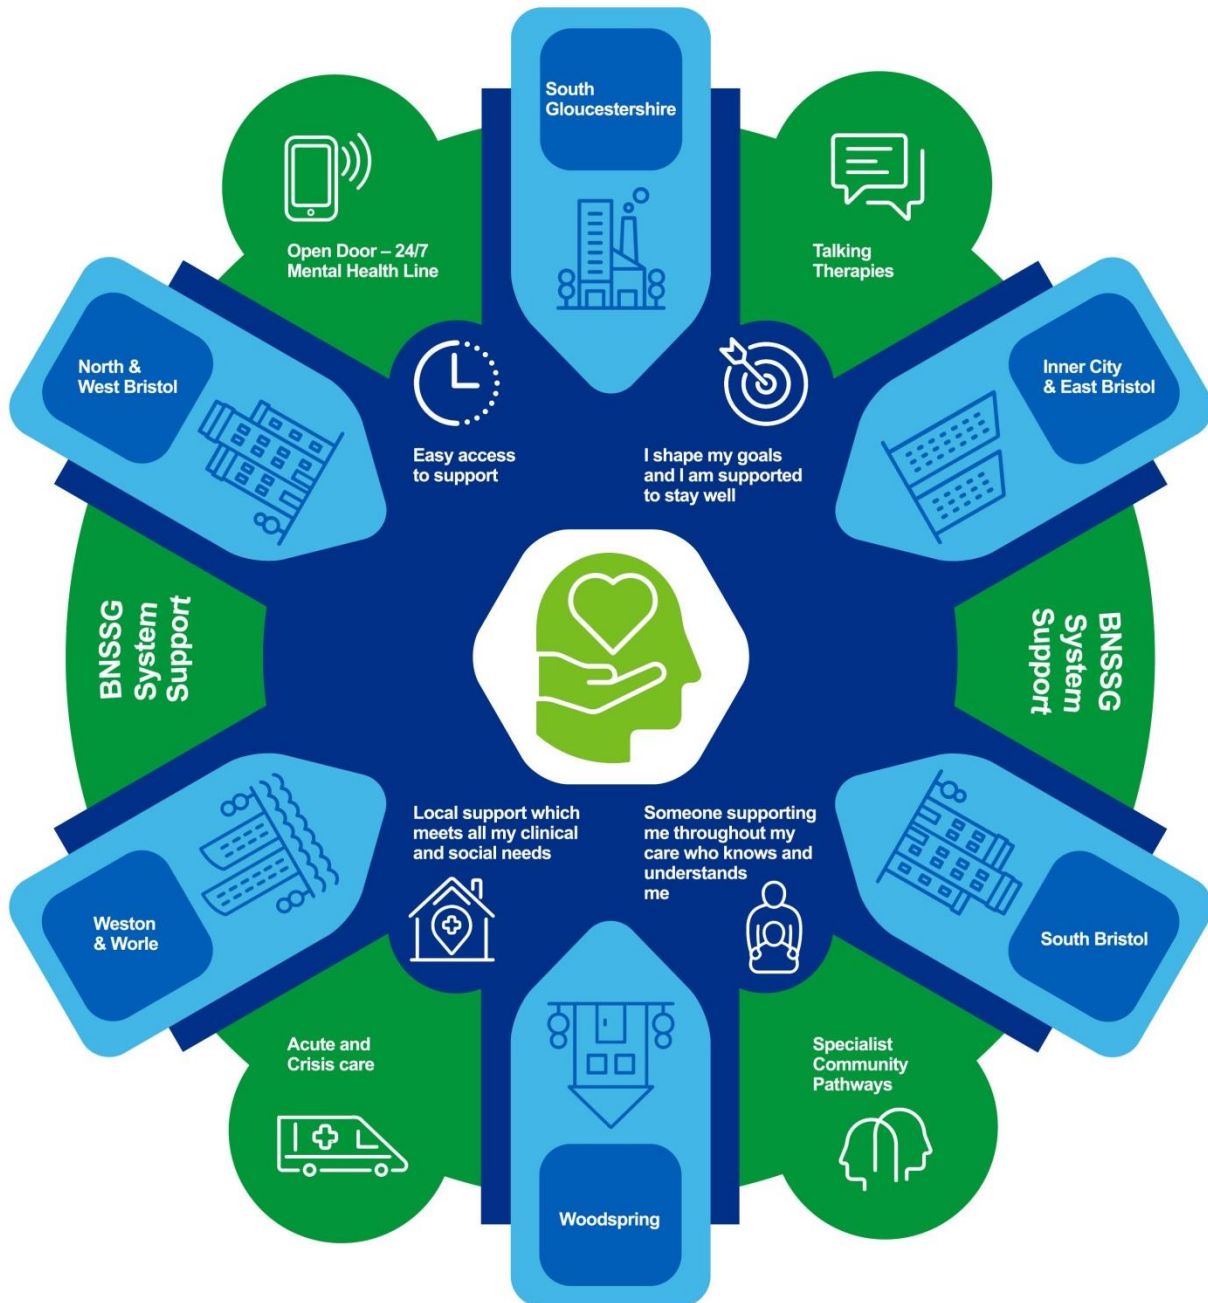 South
Gloucestershire
Open Door – 24/7
Mental Health Line
Talking
Therapies
North &
West Bristol
Inner City
& East Bristol
Easy access
to support
I shape my goals
and I am supported
to stay well
BNSSG
System
Support
BNSSG
System
Support
Local support which
meets all my clinical
and social needs
Someone supporting
me throughout my
care who knows and
understands
me
Weston
& Worle
South Bristol
Acute and
Crisis care
Specialist
Community
Pathways
Woodspring